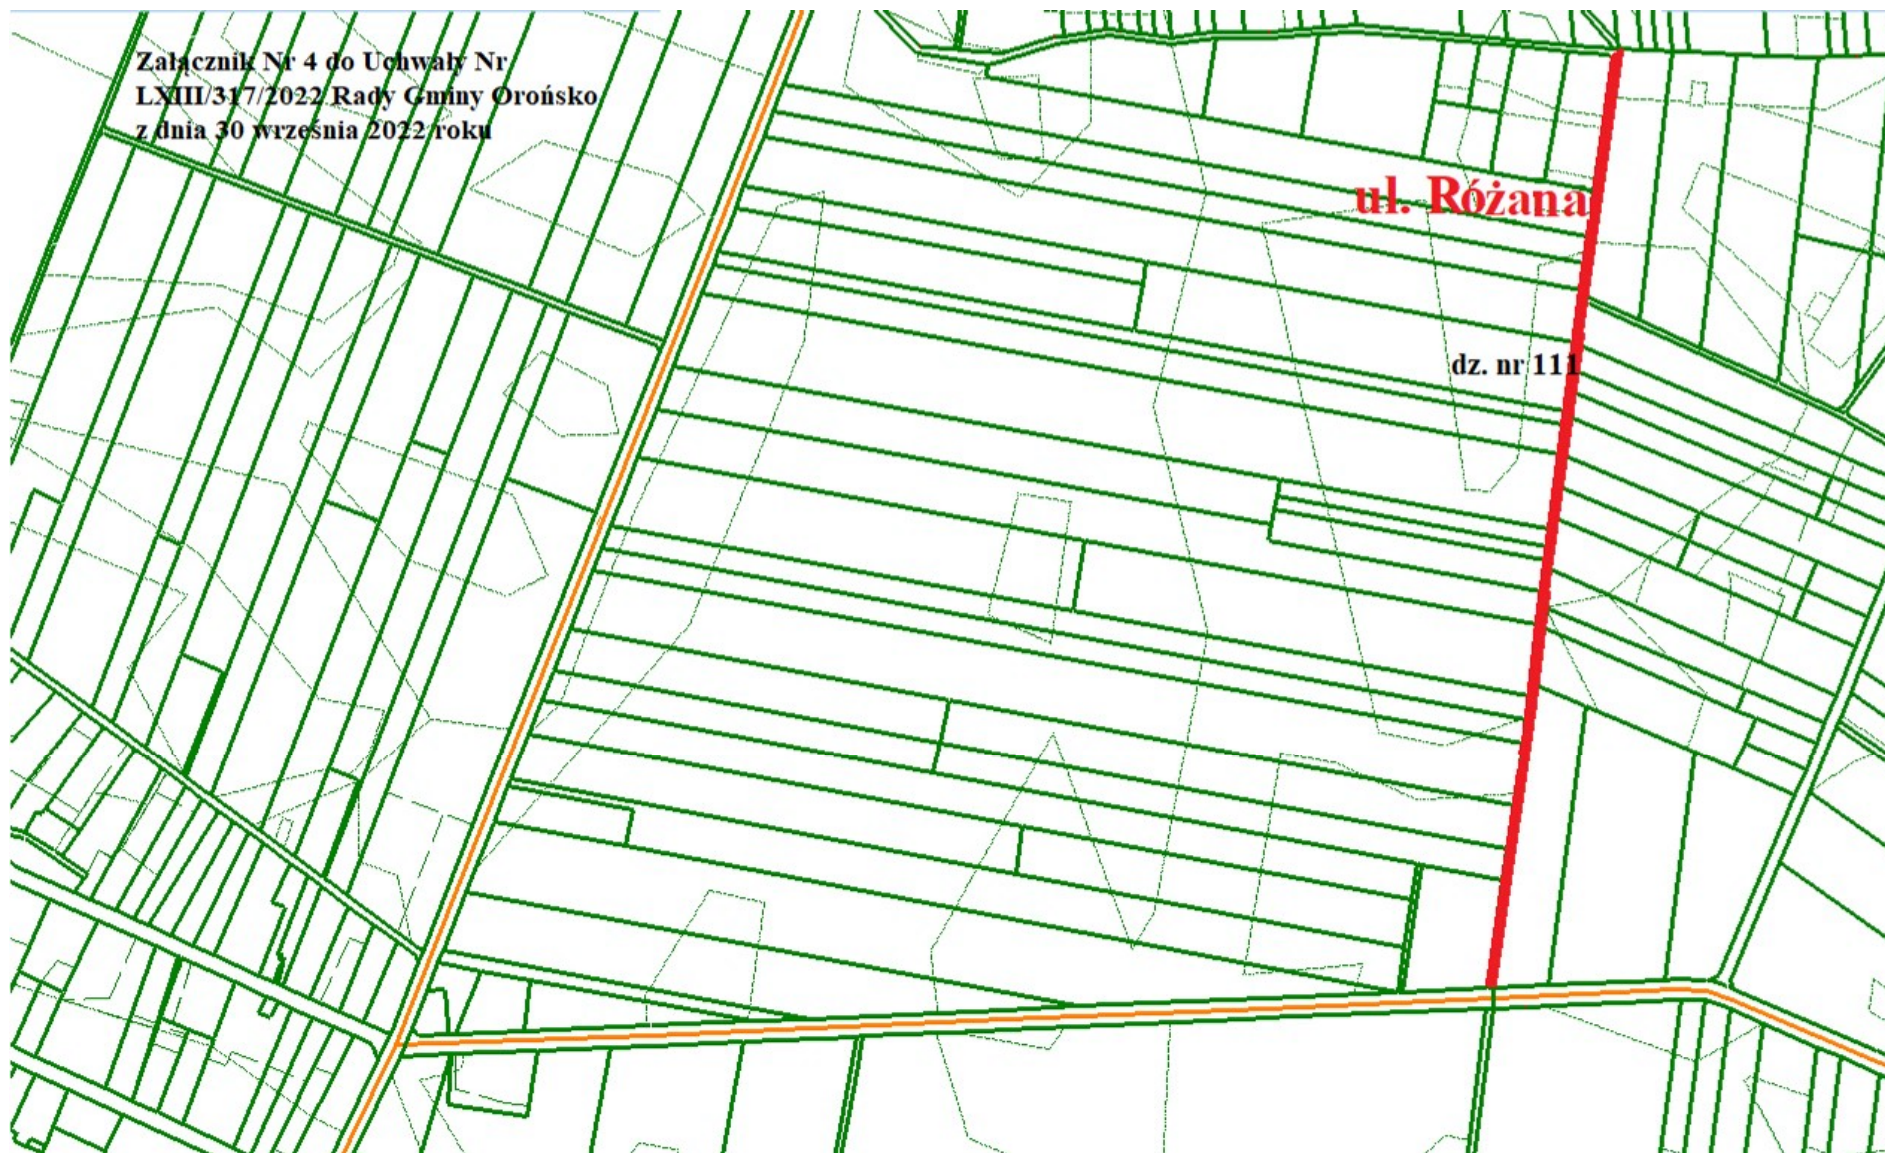 Załącznik Nr 4 do Uchwały Nr
LXIII/317/2022 Rady Gminy Orońsko
z dnia 30 września 2022 roku
ul. Różana
dz. nr 111